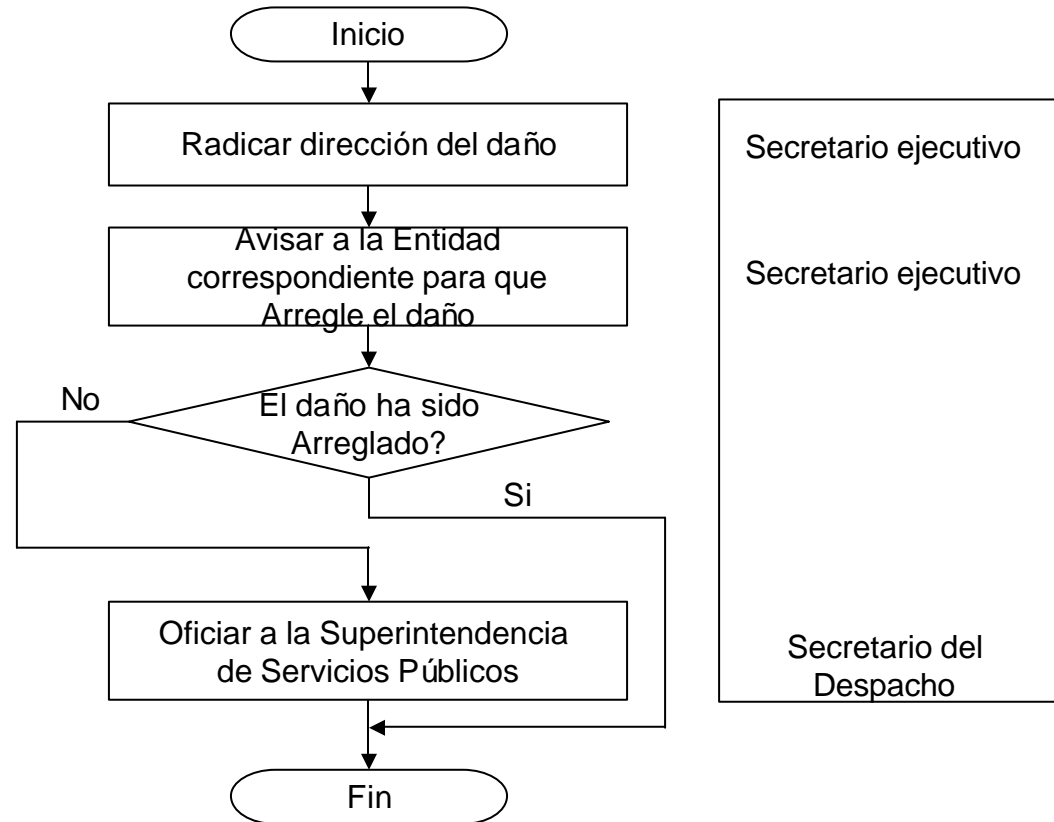 Inicio
Radicar dirección del daño
Secretario ejecutivo
Avisar a la Entidad
correspondiente para que
Arregle el daño
Secretario ejecutivo
No
El daño ha sido
Arreglado?
Si
Oficiar a la Superintendencia
de Servicios Públicos
Secretario del
Despacho
Fin